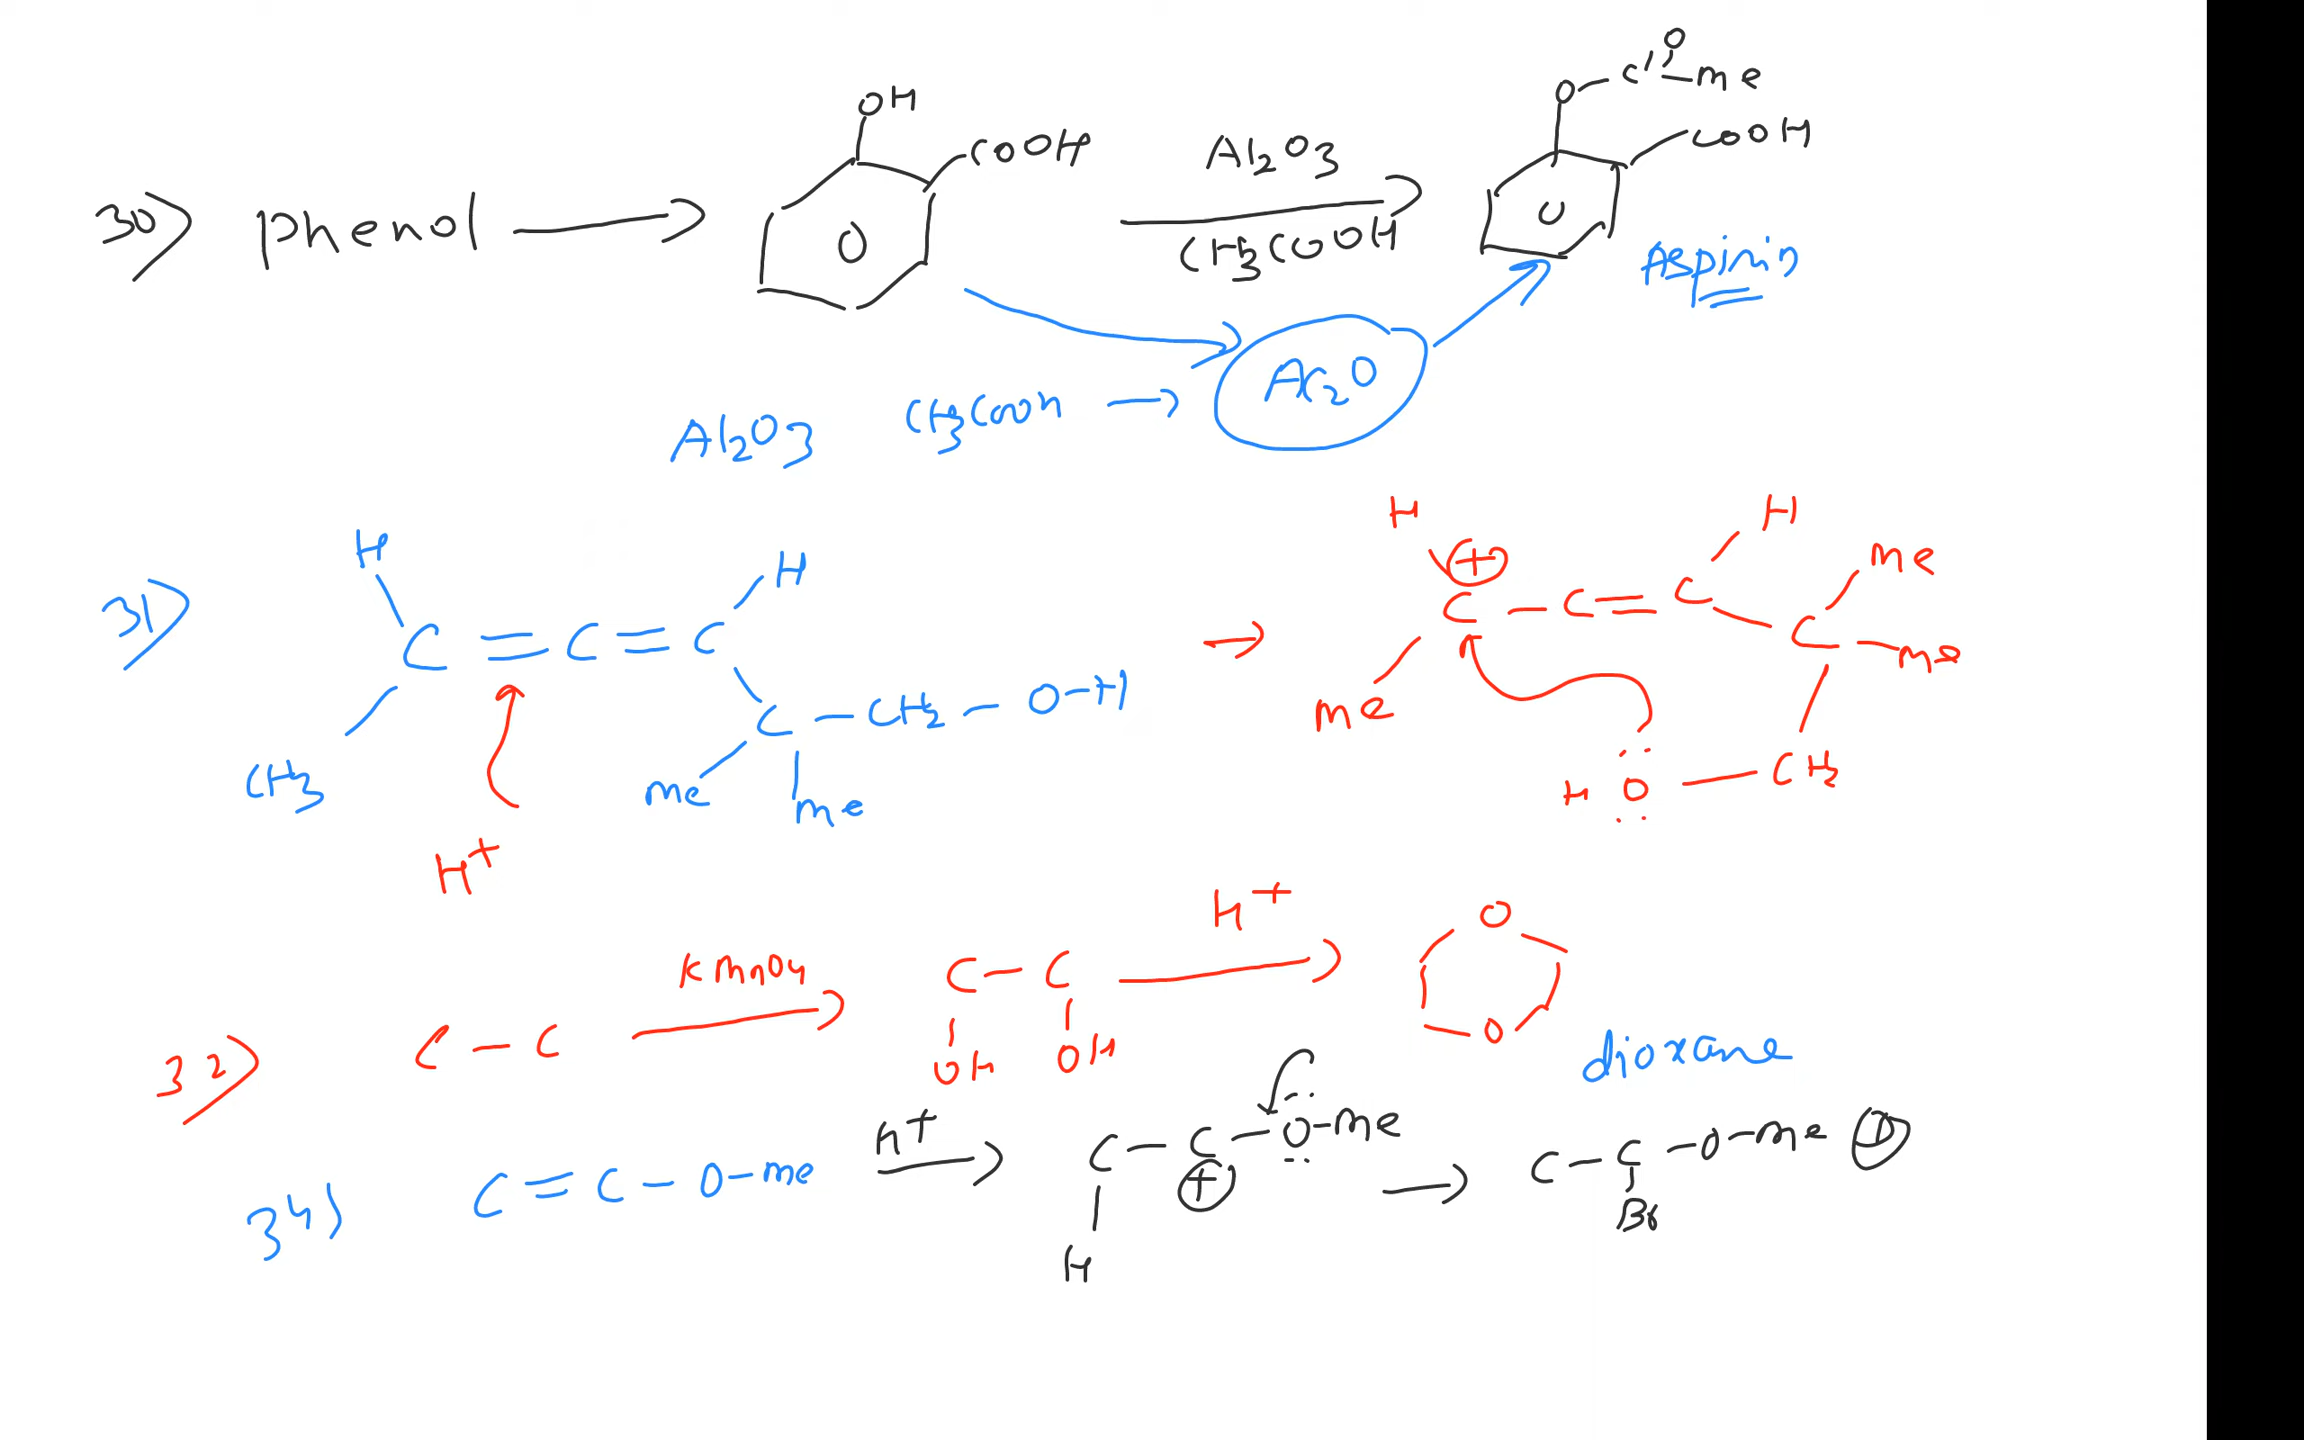 30) Phenol → OH COOH Al2O3 CH3COOH → O-C=O-Me COOH Aspirin
Al2O3 CH3COOH → Ac2O
31) H CH3 C=C=C H C-CH2-O-H Me Me → H ⊕ C-C=C H C Me Me Me H O-CH2
H+
32) C-C KMnO4 → C-C OH OH H+ → O O dioxane
34) C=C-O-Me H+ → C-C-O-Me ⊕ H → C-C-O-Me Br D